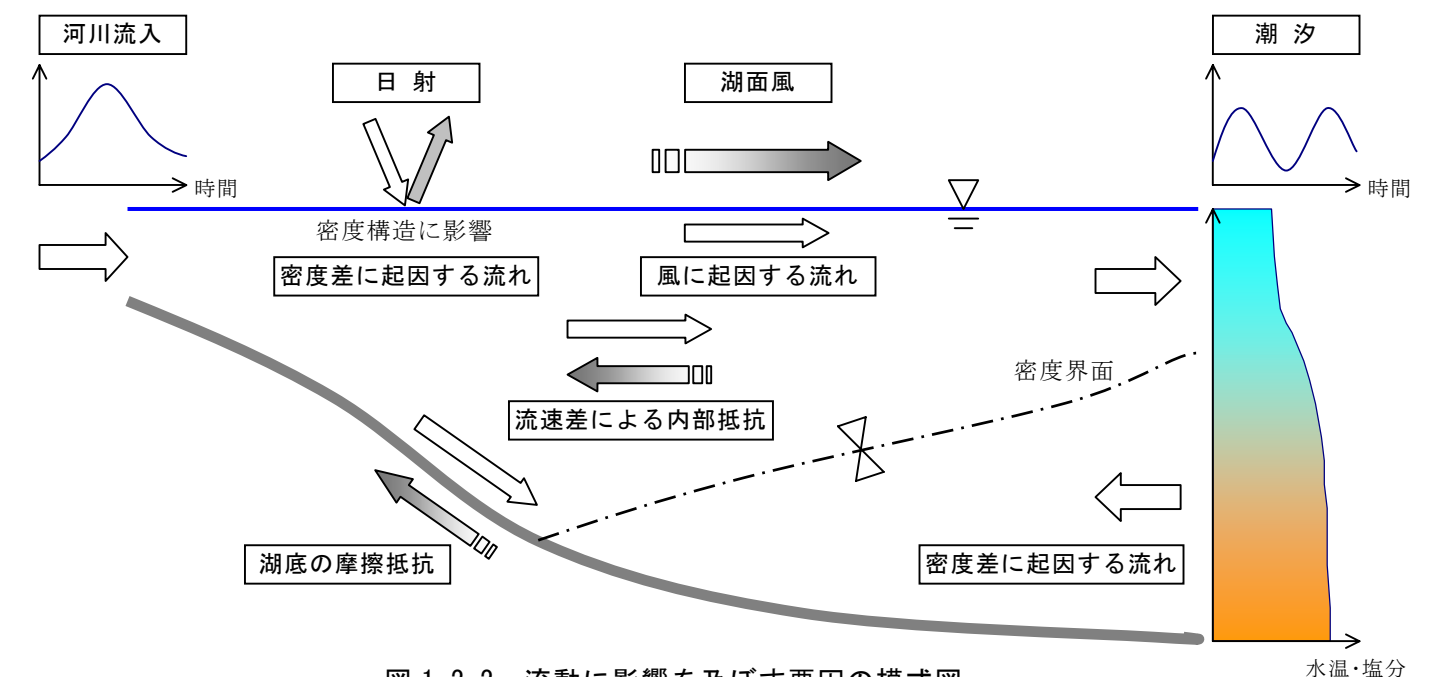 河川流入
潮 汐
日 射
湖面風
時間
時間
密度構造に影響
密度差に起因する流れ
風に起因する流れ
密度界面
流速差による内部抵抗
湖底の摩擦抵抗
密度差に起因する流れ
水温・塩分
図 1.2.2 流動に影響を及ぼす要因の模式図